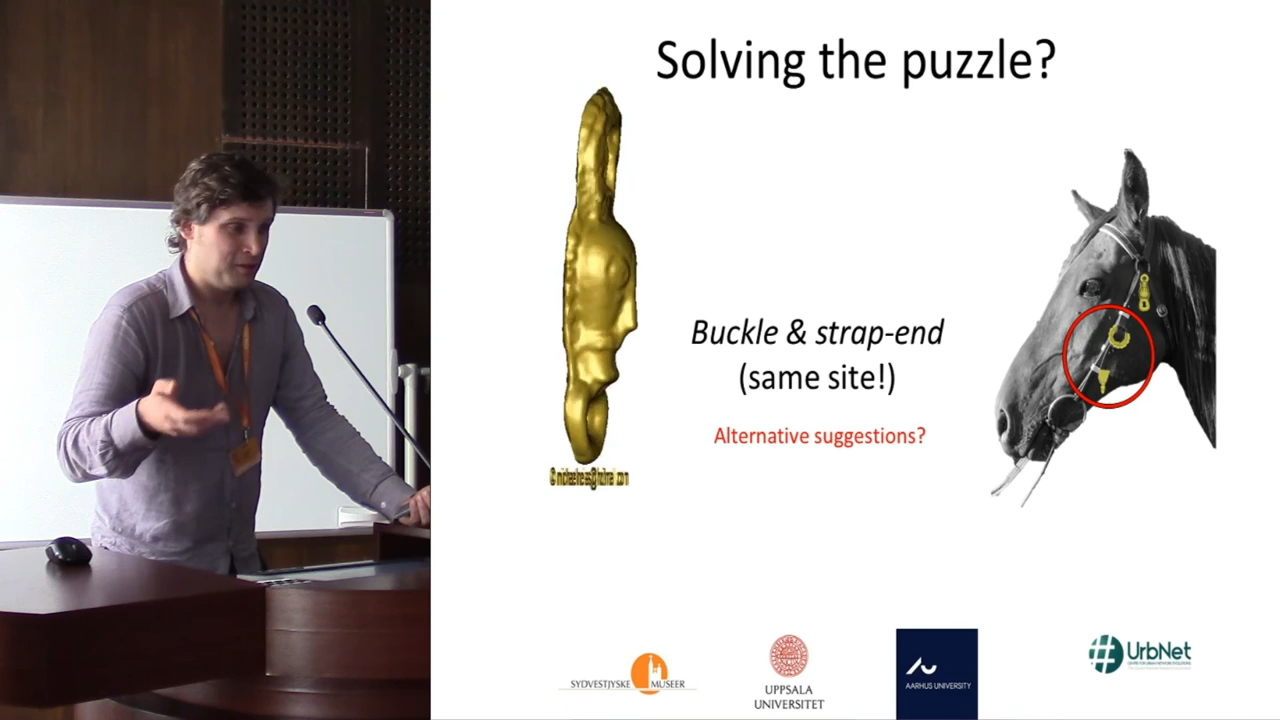 Solving the puzzle?
Buckle & strap-end
(same site!)
Alternative suggestions?
SYDVESTJYSKE MUSEER
UPPSALA
UNIVERSITET
AARHUS UNIVERSITY
UrbNet